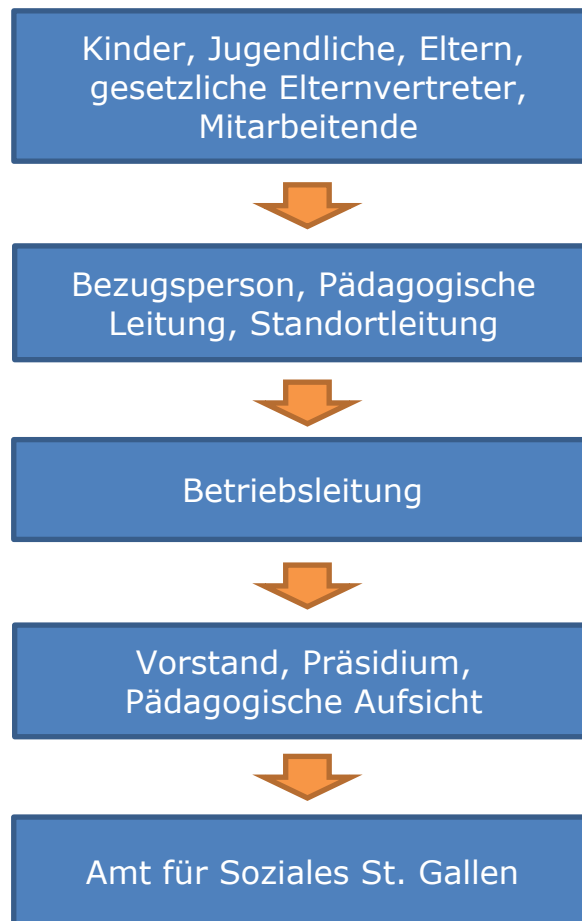 Kinder, Jugendliche, Eltern,
gesetzliche Elternvertreter,
Mitarbeitende
Bezugsperson, Pädagogische
Leitung, Standortleitung
Betriebsleitung
Vorstand, Präsidium,
Pädagogische Aufsicht
Amt für Soziales St. Gallen